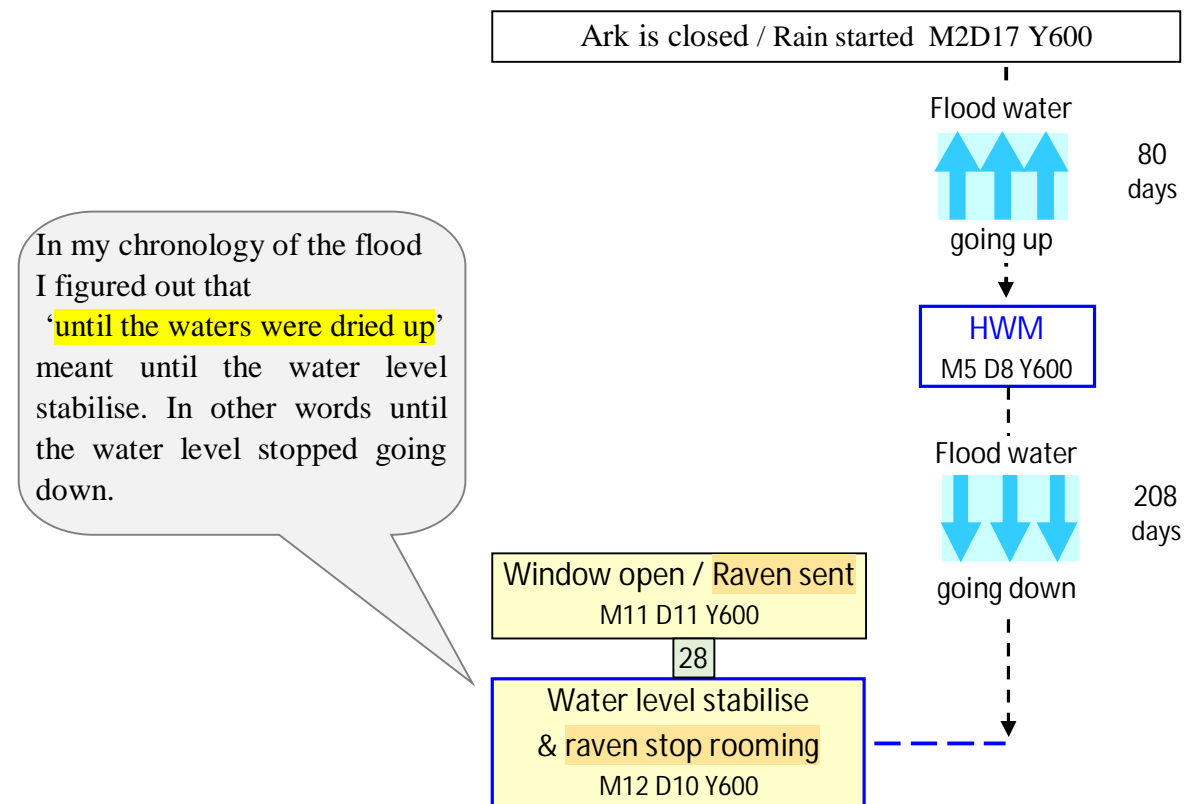 Ark is closed / Rain started M2D17 Y600
Flood water
80
days
going up
HWM
M5 D8 Y600
Flood water
208
days
going down
In my chronology of the flood
I figured out that
‘until the waters were dried up’
meant until the water level
stabilise. In other words until
the water level stopped going
down.
Window open / Raven sent
M11 D11 Y600
28
Water level stabilise
& raven stop rooming
M12 D10 Y600